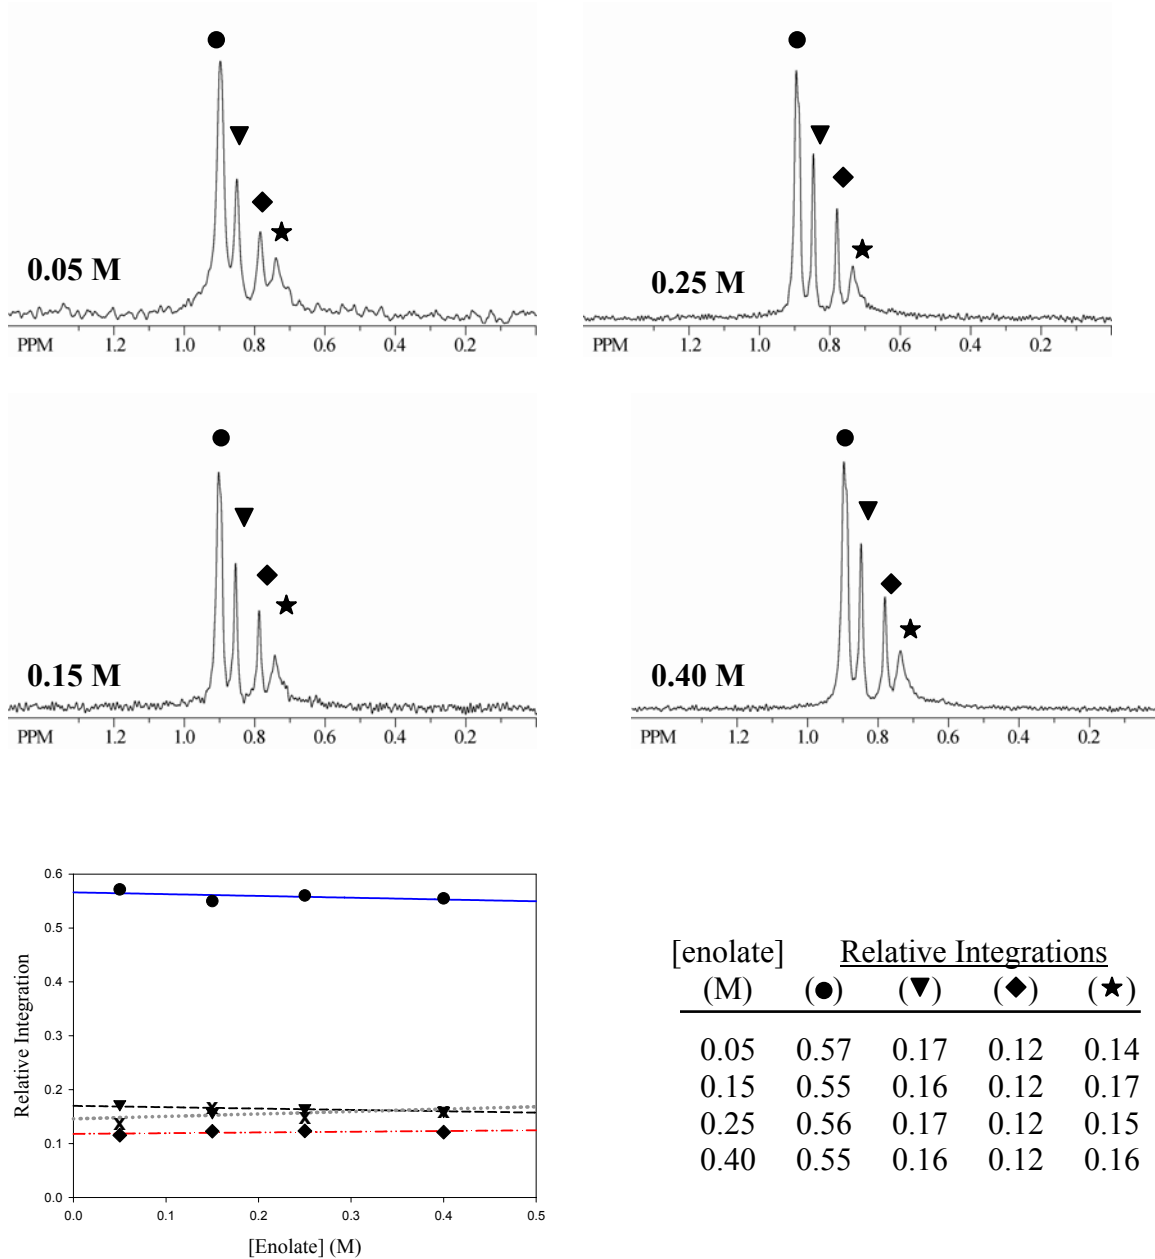 0.05 M
PPM 1.2 1.0 0.8 0.6 0.4 0.2
0.25 M
PPM 1.2 1.0 0.8 0.6 0.4 0.2
0.15 M
PPM 1.2 1.0 0.8 0.6 0.4 0.2
0.40 M
PPM 1.2 1.0 0.8 0.6 0.4 0.2
Relative Integration
0.6
0.5
0.4
0.3
0.2
0.1
0.0
0.0 0.1 0.2 0.3 0.4 0.5
[Enolate] (M)
[enolate] Relative Integrations
(M) (●) (▼) (◆) (★)
0.05 0.57 0.17 0.12 0.14
0.15 0.55 0.16 0.12 0.17
0.25 0.56 0.17 0.12 0.15
0.40 0.55 0.16 0.12 0.16